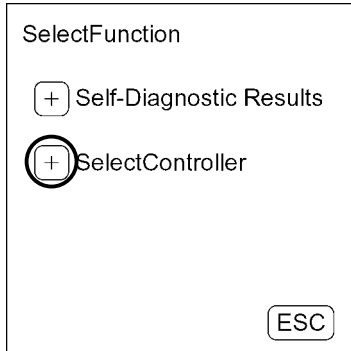 SelectFunction
+ Self-Diagnostic Results
+ SelectController
ESC